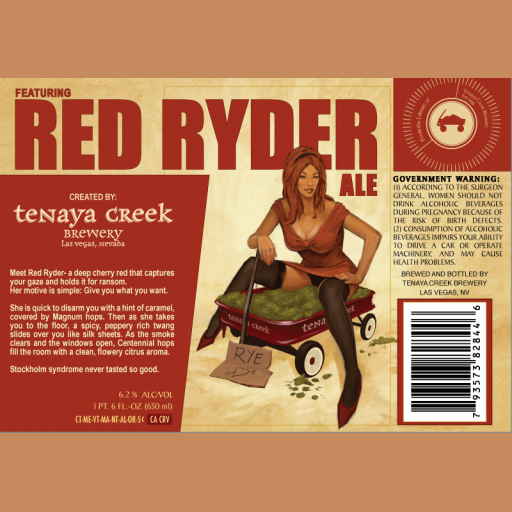 FEATURING
RED RYDER
ALE
CREATED BY:
tenaya creek
BREWERY
Las Vegas, Nevada
Meet Red Ryder- a deep cherry red that captures
your gaze and holds it for ransom.
Her motive is simple: Give you what you want.
She is quick to disarm you with a hint of caramel,
covered by Magnum hops. Then as she takes
you to the floor, a spicy, peppery rich twang
slides over you like silk sheets. As the smoke
clears and the windows open, Centennial hops
fill the room with a clean, flowery citrus aroma.
Stockholm syndrome never tasted so good.
6.2 % ALC/VOL
1 PT. 6 FL.-OZ (650 ml)
CT-ME-VT-MA-NT-AL-OR-5¢ CA CRV
tenaya creek
tena
RYE
GOVERNMENT WARNING:
(1) ACCORDING TO THE SURGEON
GENERAL, WOMEN SHOULD NOT
DRINK ALCOHOLIC BEVERAGES
DURING PREGNANCY BECAUSE OF
THE RISK OF BIRTH DEFECTS.
(2) CONSUMPTION OF ALCOHOLIC
BEVERAGES IMPAIRS YOUR ABILITY
TO DRIVE A CAR OR OPERATE
MACHINERY, AND MAY CAUSE
HEALTH PROBLEMS.
BREWED AND BOTTLED BY
TENAYA CREEK BREWERY
LAS VEGAS, NV
7 93573 82844 6